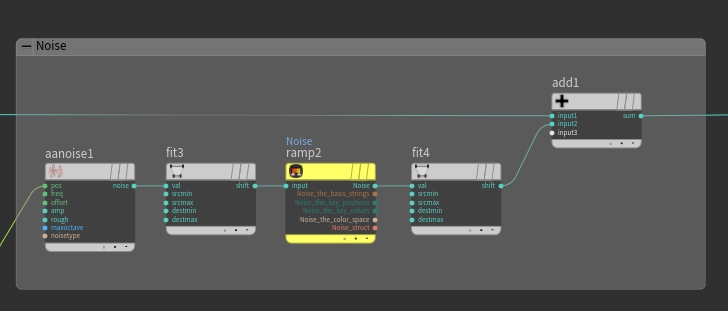 Noise
add1
input1
sum
input2
input3
aanoise1
pos
noise
freq
offset
amp
rough
maxoctave
noisetype
fit3
val
shift
srcmin
srcmax
destmin
destmax
Noise
ramp2
input
Noise
Noise_the_basis_strings
Noise_the_key_positions
Noise_the_key_values
Noise_the_color_space
Noise_struct
fit4
val
shift
srcmin
srcmax
destmin
destmax